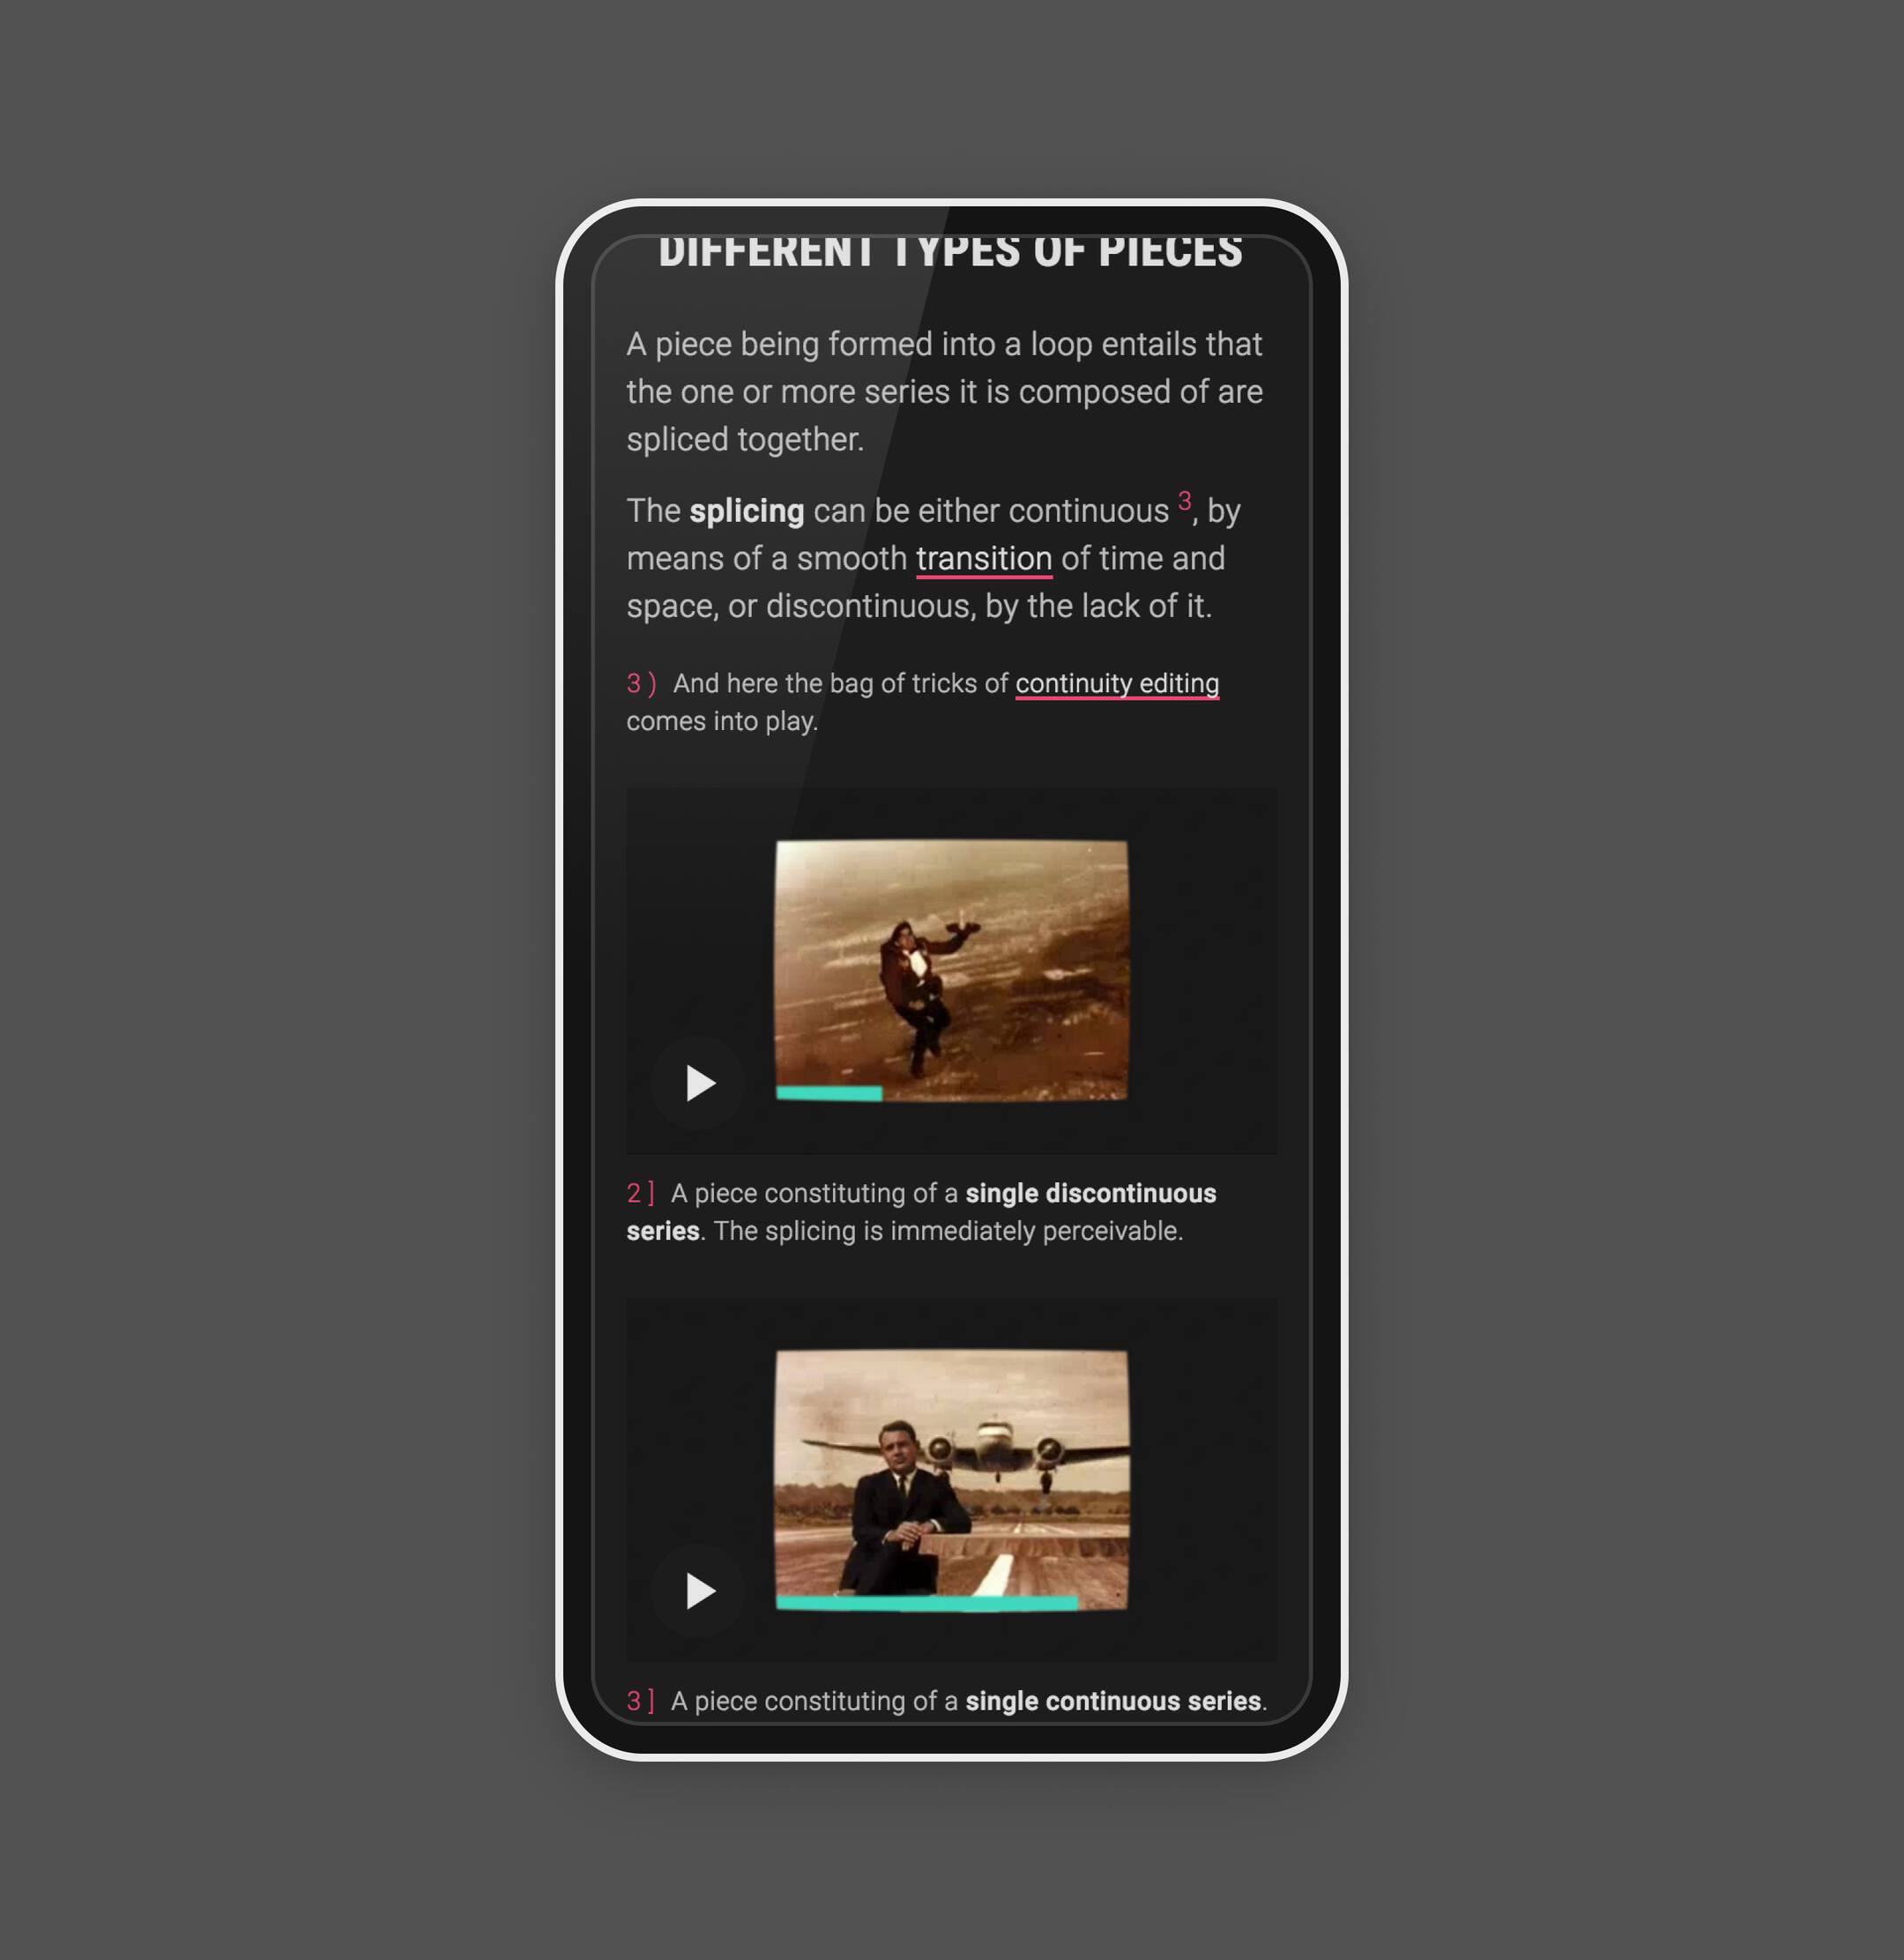 DIFFERENT TYPES OF PIECES
A piece being formed into a loop entails that
the one or more series it is composed of are
spliced together.
The splicing can be either continuous 3, by
means of a smooth transition of time and
space, or discontinuous, by the lack of it.
3 ) And here the bag of tricks of continuity editing
comes into play.
2 ] A piece constituting of a single discontinuous
series. The splicing is immediately perceivable.
3 ] A piece constituting of a single continuous series.